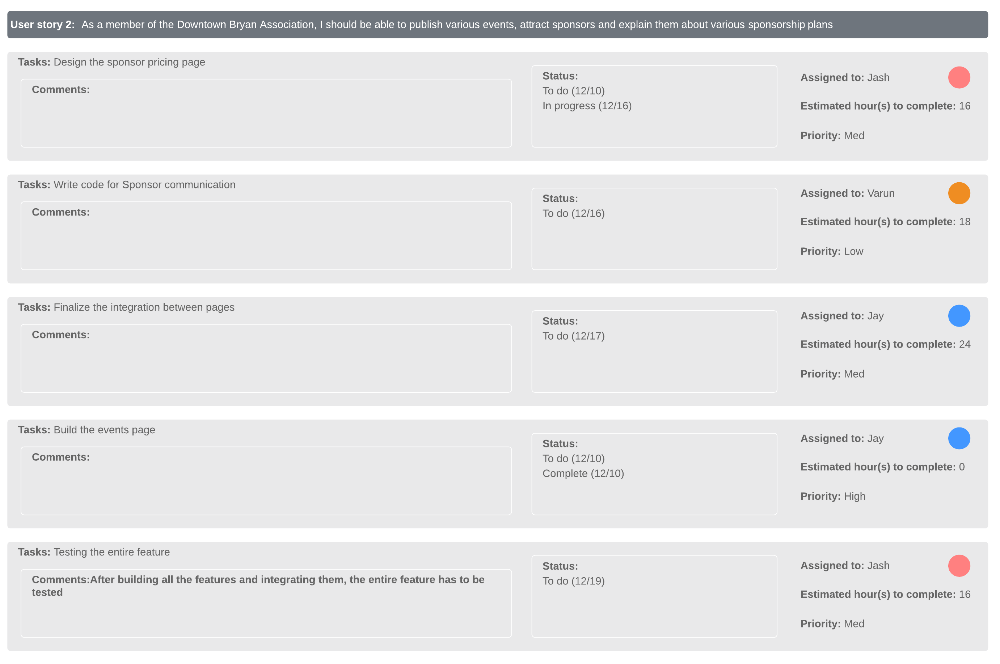 User story 2: As a member of the Downtown Bryan Association, I should be able to publish various events, attract sponsors and explain them about various sponsorship plans
Tasks: Design the sponsor pricing page
Comments:
Status:
To do (12/10)
In progress (12/16)
Assigned to: Jash
Estimated hour(s) to complete: 16
Priority: Med
Tasks: Write code for Sponsor communication
Comments:
Status:
To do (12/16)
Assigned to: Varun
Estimated hour(s) to complete: 18
Priority: Low
Tasks: Finalize the integration between pages
Comments:
Status:
To do (12/17)
Assigned to: Jay
Estimated hour(s) to complete: 24
Priority: Med
Tasks: Build the events page
Comments:
Status:
To do (12/10)
Complete (12/10)
Assigned to: Jay
Estimated hour(s) to complete: 0
Priority: High
Tasks: Testing the entire feature
Comments:After building all the features and integrating them, the entire feature has to be
tested
Status:
To do (12/19)
Assigned to: Jash
Estimated hour(s) to complete: 16
Priority: Med